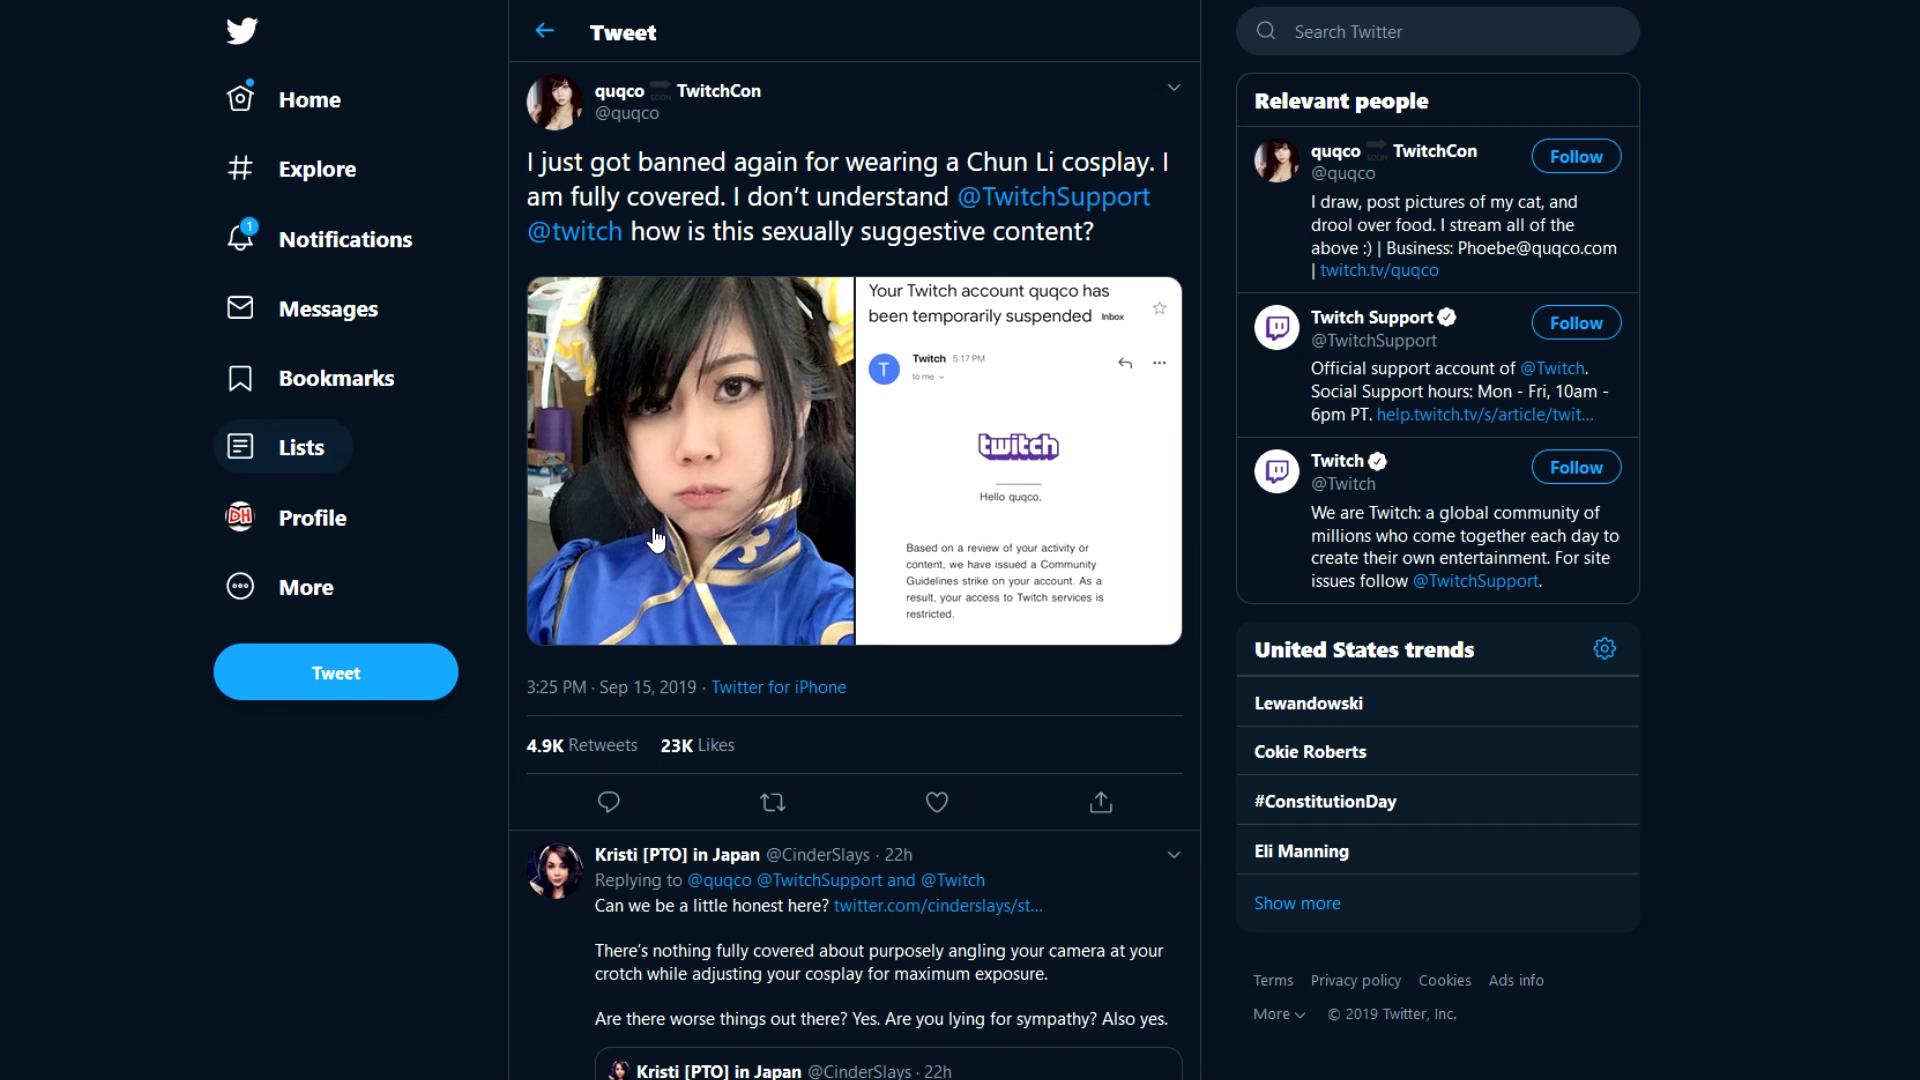 Home
Explore
1
Notifications
Messages
Bookmarks
Lists
DH
Profile
More
Tweet
Tweet
quqco SOON TwitchCon
@quqco
I just got banned again for wearing a Chun Li cosplay. I
am fully covered. I don’t understand @TwitchSupport
@twitch how is this sexually suggestive content?
Your Twitch account quqco has
been temporarily suspended Inbox
T
Twitch 5:17 PM
to me
twitch
Hello quqco,
Based on a review of your activity or
content, we have issued a Community
Guidelines strike on your account. As a
result, your access to Twitch services is
restricted.
3:25 PM · Sep 15, 2019 · Twitter for iPhone
4.9K Retweets 23K Likes
Kristi [PTO] in Japan @CinderSlays · 22h
Replying to @quqco @TwitchSupport and @Twitch
Can we be a little honest here? twitter.com/cinderslays/st...
There’s nothing fully covered about purposely angling your camera at your
crotch while adjusting your cosplay for maximum exposure.
Are there worse things out there? Yes. Are you lying for sympathy? Also yes.
Kristi [PTO] in Japan @CinderSlays · 22h
Search Twitter
Relevant people
quqco SOON TwitchCon
@quqco
Follow
I draw, post pictures of my cat, and
drool over food. I stream all of the
above :) | Business: Phoebe@quqco.com
| twitch.tv/quqco
Twitch Support
@TwitchSupport
Follow
Official support account of @Twitch.
Social Support hours: Mon - Fri, 10am -
6pm PT. help.twitch.tv/s/article/twit...
Twitch
@Twitch
Follow
We are Twitch: a global community of
millions who come together each day to
create their own entertainment. For site
issues follow @TwitchSupport.
United States trends
Lewandowski
Cokie Roberts
#ConstitutionDay
Eli Manning
Show more
Terms Privacy policy Cookies Ads info
More © 2019 Twitter, Inc.